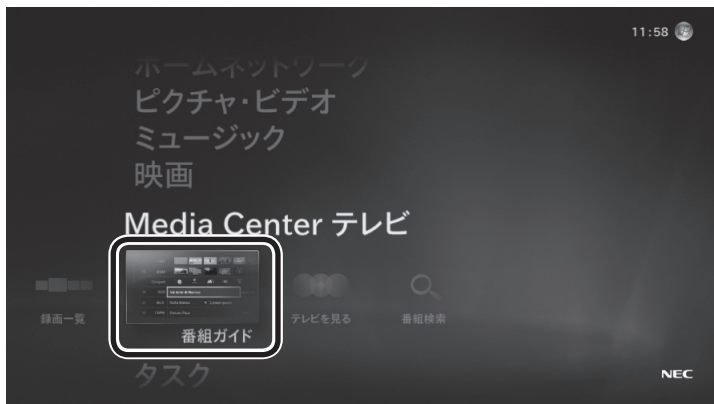 11:58
ホームネットワーク
ピクチャ・ビデオ
ミュージック
映画
Media Center テレビ
録画一覧
番組ガイド
テレビを見る
番組検索
タスク
NEC